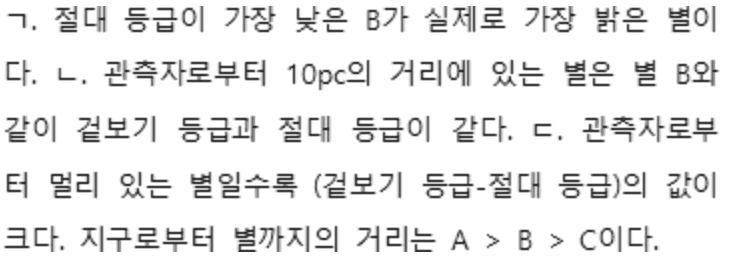 ㄱ. 절대 등급이 가장 낮은 B가 실제로 가장 밝은 별이
다. ㄴ. 관측자로부터 10pc의 거리에 있는 별은 별 B와
같이 겉보기 등급과 절대 등급이 같다. ㄷ. 관측자로부
터 멀리 있는 별일수록 (겉보기 등급-절대 등급)의 값이
크다. 지구로부터 별까지의 거리는 A > B > C이다.